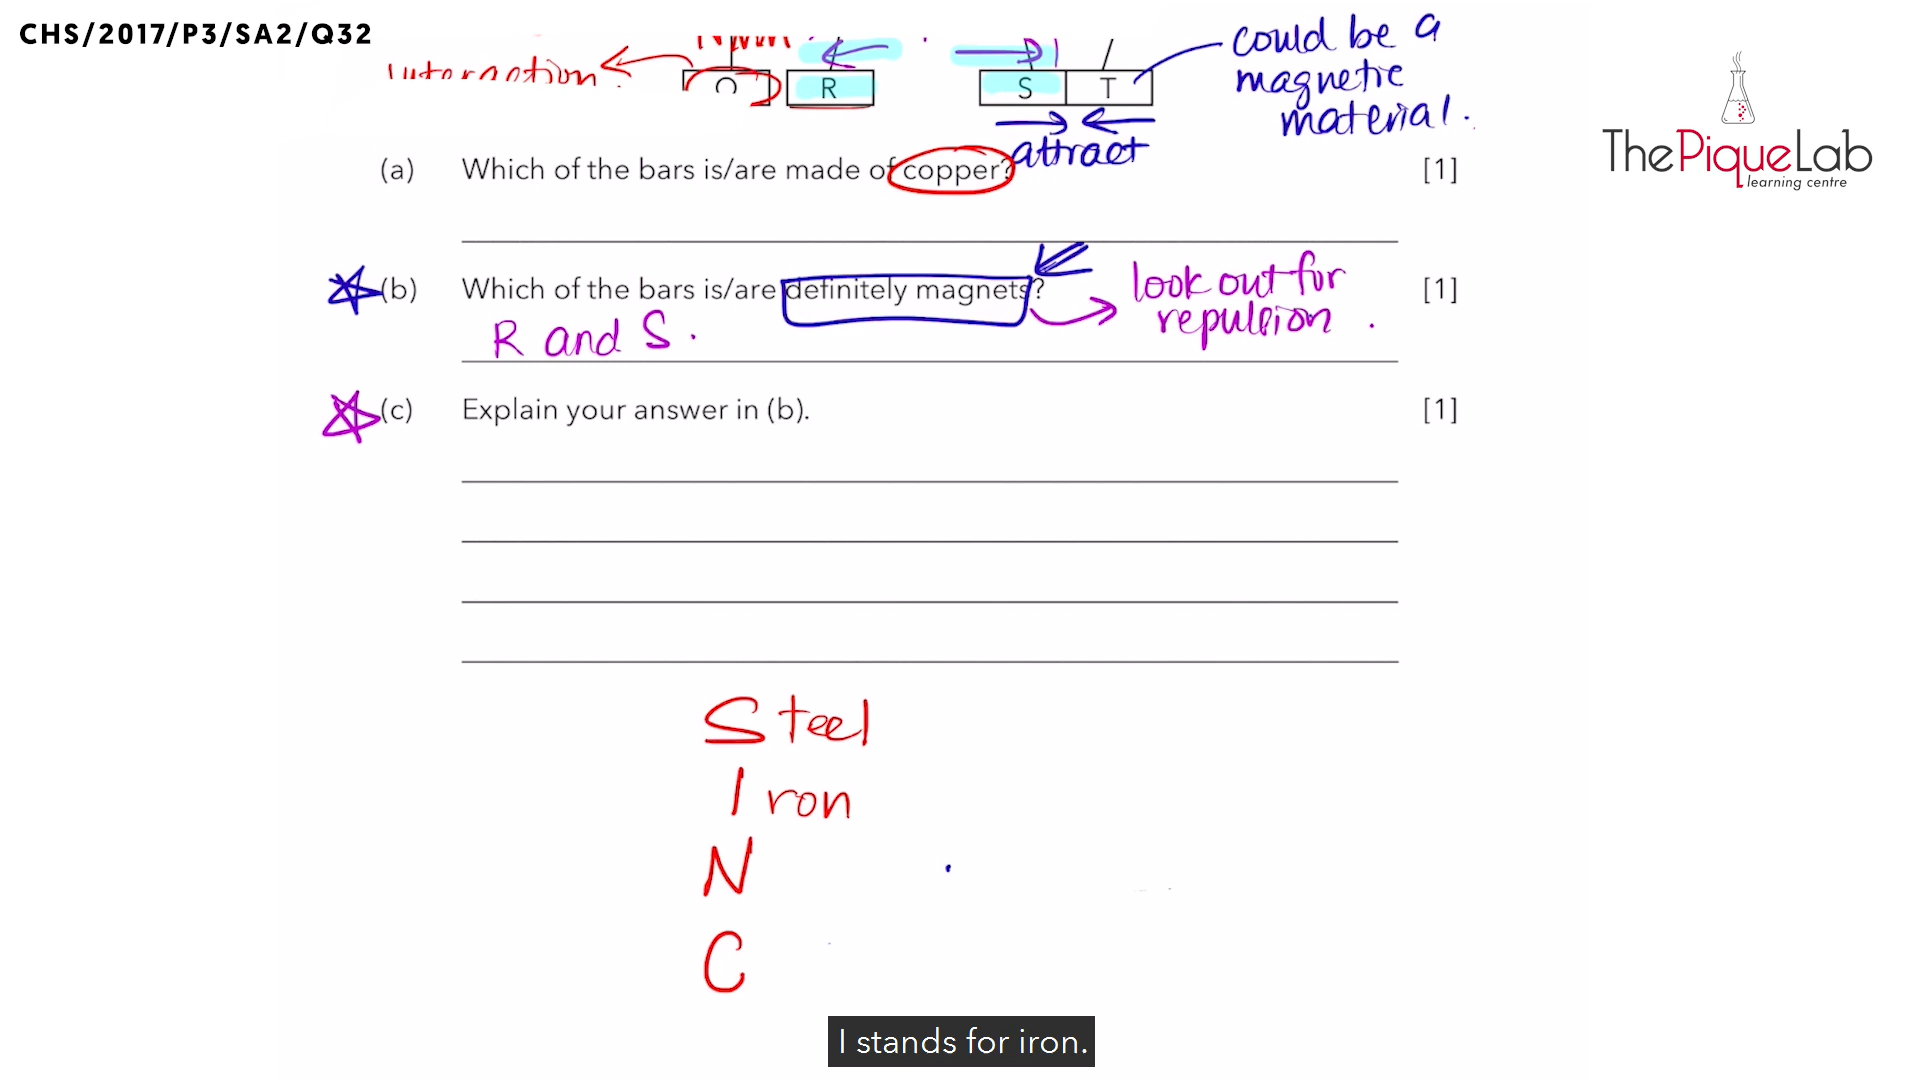 CHS/2017/P3/SA2/Q32
could be a
magnetic
material.
interaction.
R
S
T
attract
ThePiqueLab
learning centre
(a) Which of the bars is/are made of copper? [1]
(b) Which of the bars is/are definitely magnets? [1]
look out for
repulsion.
R and S.
(c) Explain your answer in (b). [1]
Steel
Iron
N
C
I stands for iron.